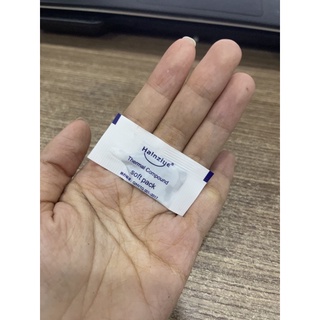 Halnziye®
Thermal Compound
soft pack